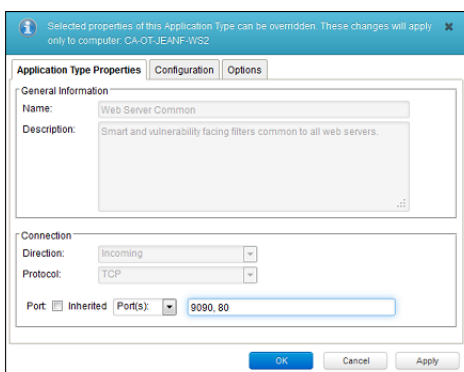 Selected properties of this Application Type can be overridden. These changes will apply
only to computer: CA-OT-JEANF-WS2
Application Type Properties Configuration Options
General Information
Name: Web Server Common
Description: Smart and vulnerability facing filters common to all web servers.
Connection
Direction: Incoming
Protocol: TCP
Port: Inherited Port(s): 9090, 80
OK Cancel Apply